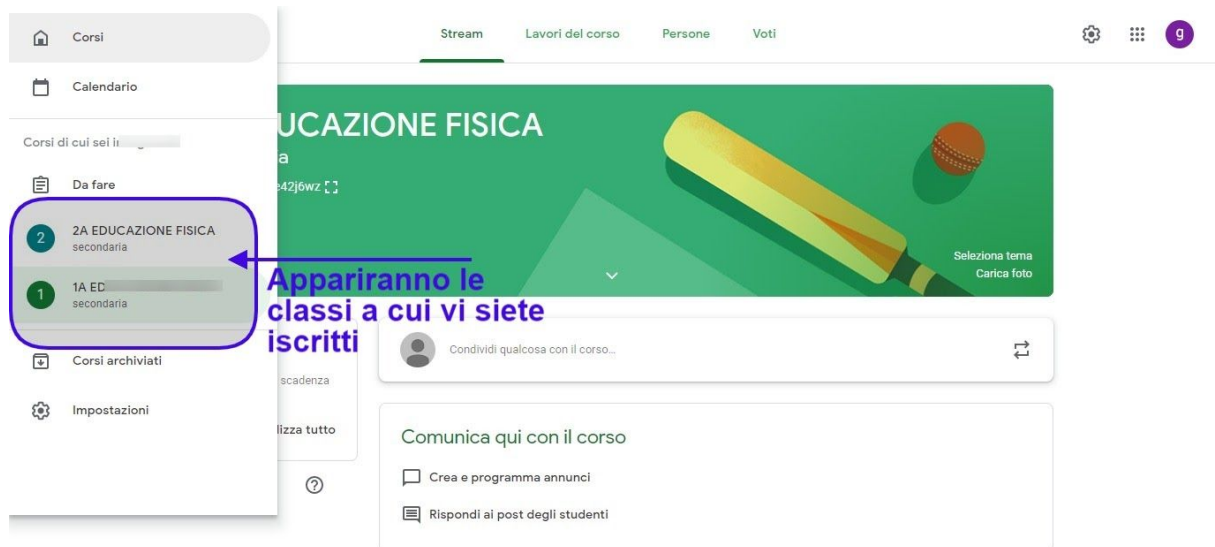 Corsi
Stream
Lavori del corso
Persone
Voti
g
Calendario
Corsi di cui sei
Da fare
2
2A EDUCAZIONE FISICA
secondaria
1
1A ED
secondaria
Corsi archiviati
Impostazioni
UCAZIONE FISICA
a
e42j6wz
Seleziona tema
Carica foto
Appariranno le
classi a cui vi siete
iscritti
Condividi qualcosa con il corso...
scadenza
lizza tutto
Comunica qui con il corso
Crea e programma annunci
Rispondi ai post degli studenti